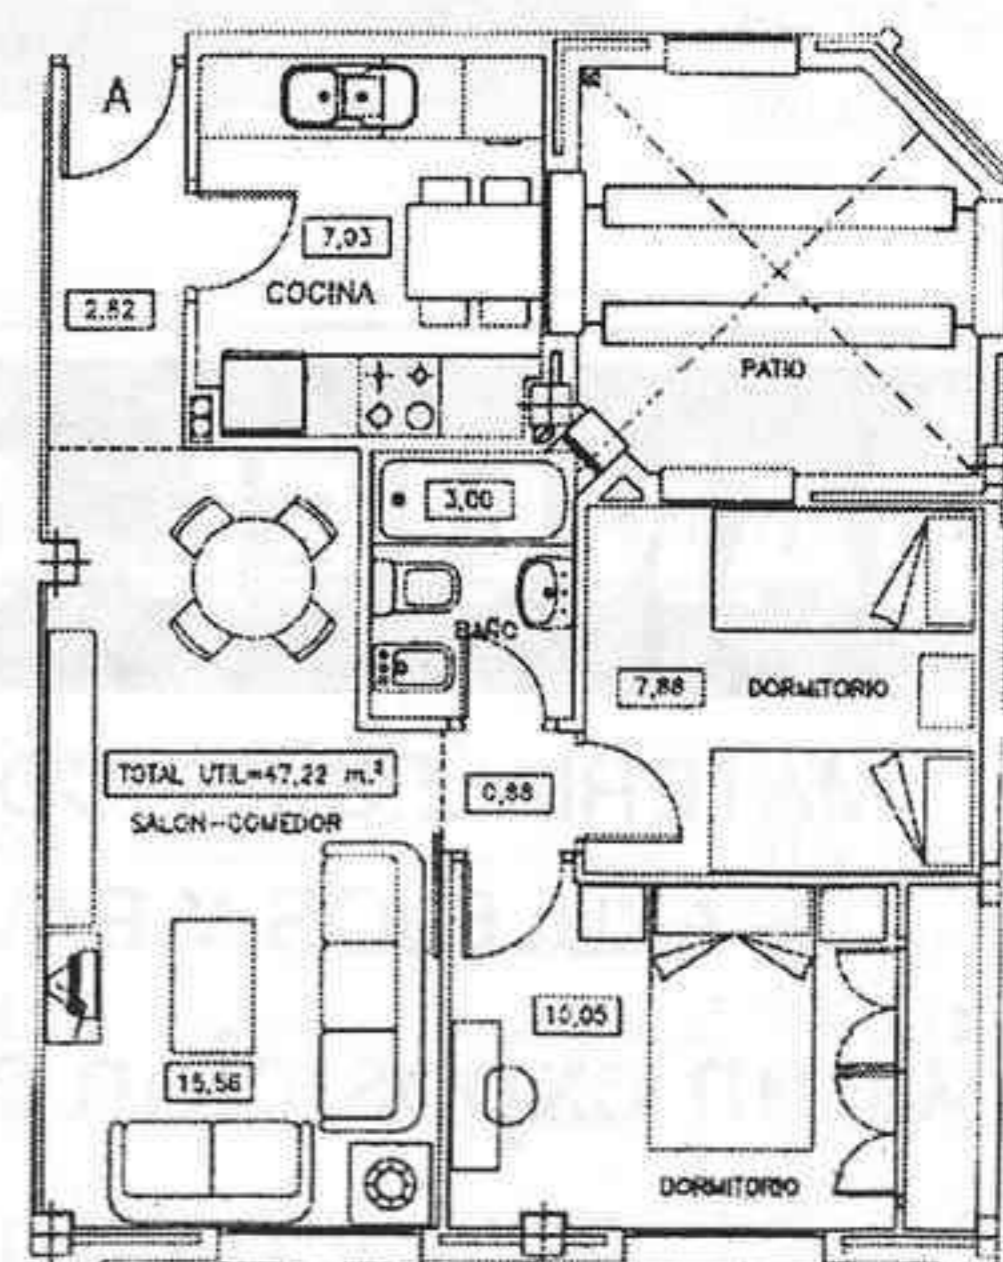 A
7,03
COCINA
2,82
PATIO
3,00
BAÑO
7,88
DORMITORIO
TOTAL UTIL=47,22 m.²
0,88
SALON-COMEDOR
10,05
15,56
DORMITORIO